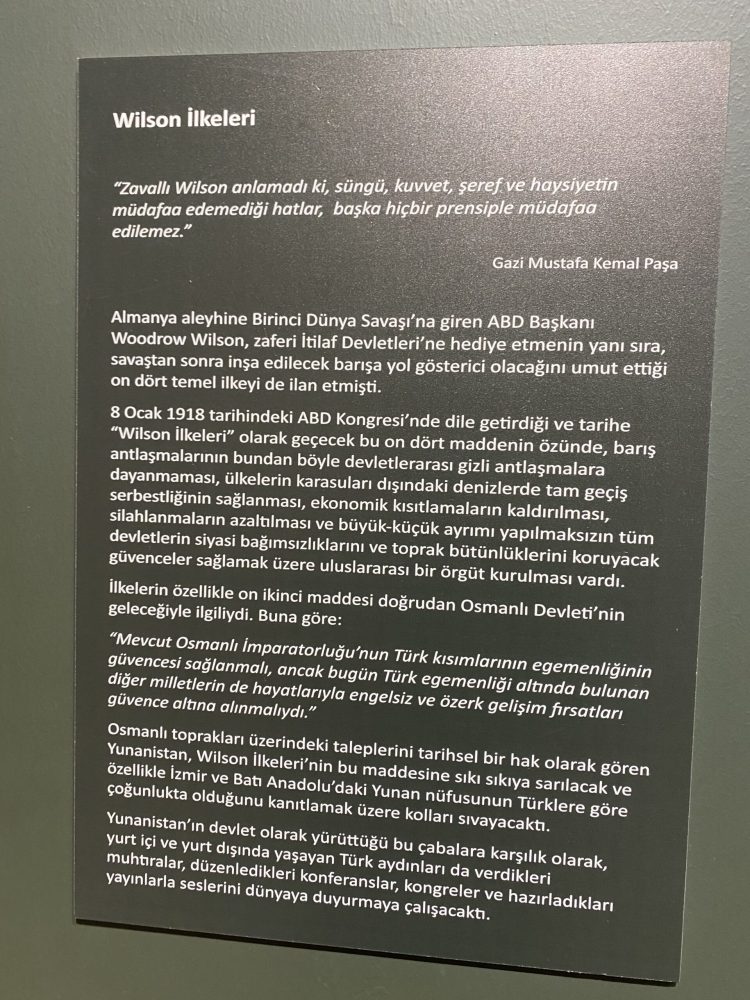 Wilson İlkeleri
“Zavallı Wilson anlamadı ki, süngü, kuvvet, şeref ve haysiyetin
müdafaa edemediği hatlar, başka hiçbir prensiple müdafaa
edilemez.”
Gazi Mustafa Kemal Paşa
Almanya aleyhine Birinci Dünya Savaşı’na giren ABD Başkanı
Woodrow Wilson, zaferi İtilaf Devletleri’ne hediye etmenin yanı sıra,
savaştan sonra inşa edilecek barışa yol gösterici olacağını umut ettiği
on dört temel ilkeyi de ilan etmişti.
8 Ocak 1918 tarihindeki ABD Kongresi’nde dile getirdiği ve tarihe
“Wilson İlkeleri” olarak geçecek bu on dört maddenin özünde, barış
antlaşmalarının bundan böyle devletlerarası gizli antlaşmalara
dayanmaması, ülkelerin karasuları dışındaki denizlerde tam geçiş
serbestliğinin sağlanması, ekonomik kısıtlamaların kaldırılması,
silahlanmaların azaltılması ve büyük-küçük ayrımı yapılmaksızın tüm
devletlerin siyasi bağımsızlıklarını ve toprak bütünlüklerini koruyacak
güvenceler sağlamak üzere uluslararası bir örgüt kurulması vardı.
İlkelerin özellikle on ikinci maddesi doğrudan Osmanlı Devleti’nin
geleceğiyle ilgiliydi. Buna göre:
“Mevcut Osmanlı İmparatorluğu’nun Türk kısımlarının egemenliğinin
güvencesi sağlanmalı, ancak bugün Türk egemenliği altında bulunan
diğer milletlerin de hayatlarıyla engelsiz ve özerk gelişim fırsatları
güvence altına alınmalıydı.”
Osmanlı toprakları üzerindeki taleplerini tarihsel bir hak olarak gören
Yunanistan, Wilson İlkeleri’nin bu maddesine sıkı sıkıya sarılacak ve
özellikle İzmir ve Batı Anadolu’daki Yunan nüfusunun Türklere göre
çoğunlukta olduğunu kanıtlamak üzere kolları sıvayacaktı.
Yunanistan’ın devlet olarak yürüttüğü bu çabalara karşılık olarak,
yurt içi ve yurt dışında yaşayan Türk aydınları da verdikleri
muhtıralar, düzenledikleri konferanslar, kongreler ve hazırladıkları
yayınlarla seslerini dünyaya duyurmaya çalışacaktı.